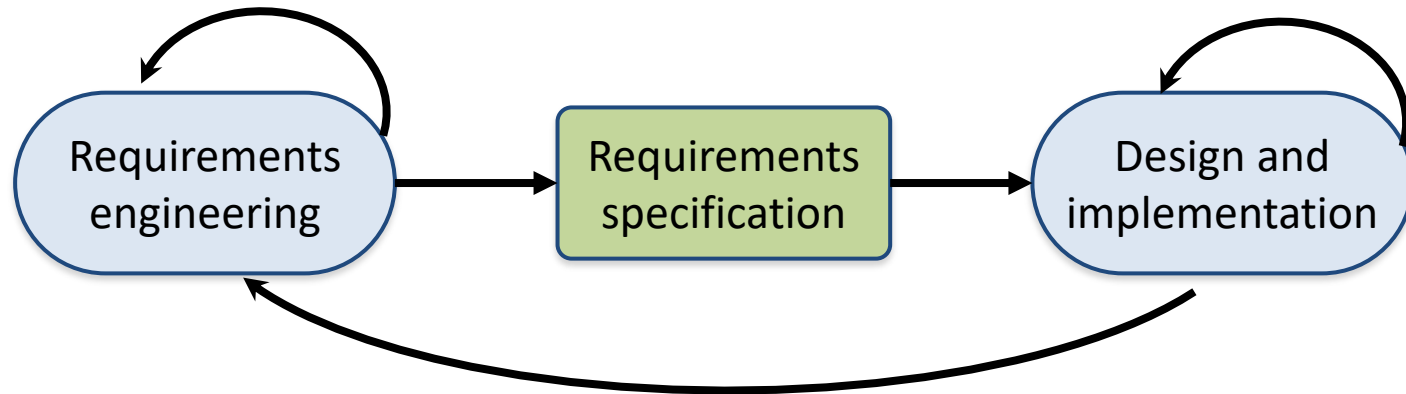 Requirements
engineering
Requirements
specification
Design and
implementation